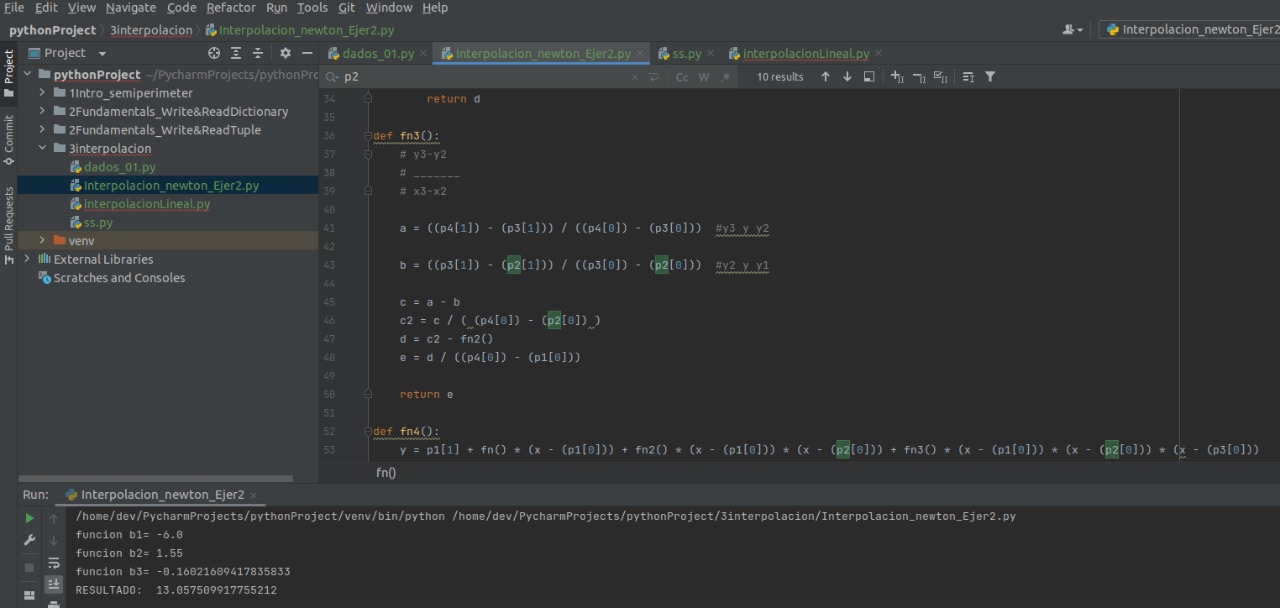 File Edit View Navigate Code Refactor Run Tools Git Window Help
pythonProject 3interpolacion Interpolacion_newton_Ejer2.py Interpolacion_newton_Ejer2
Project dados_01.py Interpolacion_newton_Ejer2.py ss.py interpolacionLineal.py
Project
Commit
Pull Requests
pythonProject ~/PycharmProjects/pythonPro
1Intro_semiperimeter
2Fundamentals_Write&ReadDictionary
2Fundamentals_Write&ReadTuple
3interpolacion
dados_01.py
Interpolacion_newton_Ejer2.py
interpolacionLineal.py
ss.py
venv
External Libraries
Scratches and Consoles
p2 Cc W .* 10 results
34 return d
35
36 def fn3():
37 # y3-y2
38 # _______
39 # x3-x2
40
41 a = ((p4[1]) - (p3[1])) / ((p4[0]) - (p3[0])) #y3 y y2
42
43 b = ((p3[1]) - (p2[1])) / ((p3[0]) - (p2[0])) #y2 y y1
44
45 c = a - b
46 c2 = c / ( (p4[0]) - (p2[0]) )
47 d = c2 - fn2()
48 e = d / ((p4[0]) - (p1[0]))
49
50 return e
51
52 def fn4():
53 y = p1[1] + fn() * (x - (p1[0])) + fn2() * (x - (p1[0])) * (x - (p2[0])) + fn3() * (x - (p1[0])) * (x - (p2[0])) * (x - (p3[0]))
fn()
Run: Interpolacion_newton_Ejer2
/home/dev/PycharmProjects/pythonProject/venv/bin/python /home/dev/PycharmProjects/pythonProject/3interpolacion/Interpolacion_newton_Ejer2.py
funcion b1= -6.0
funcion b2= 1.55
funcion b3= -0.16021609417835833
RESULTADO: 13.057509917755212